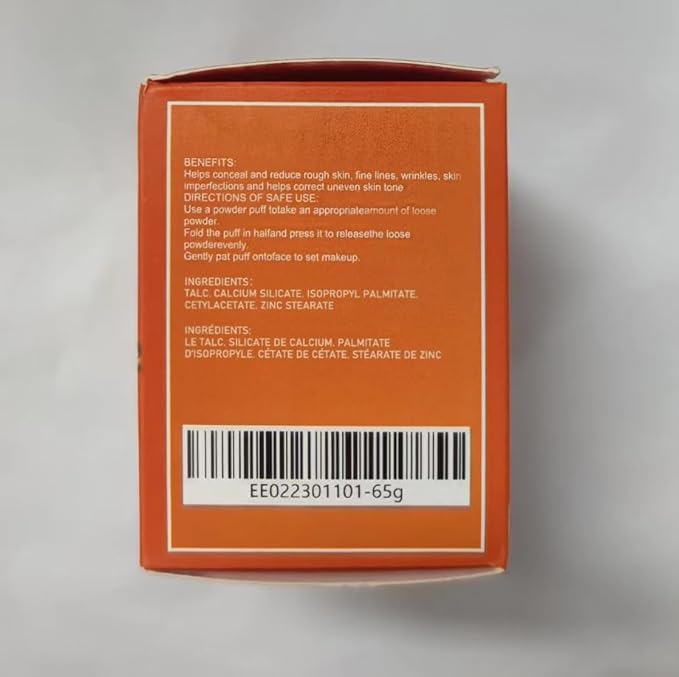 BENEFITS:
Helps conceal and reduce rough skin, fine lines, wrinkles, skin
imperfections and helps correct uneven skin tone
DIRECTIONS OF SAFE USE:
Use a powder puff totake an appropriateamount of loose
powder.
Fold the puff in halfand press it to releasethe loose
powderevenly.
Gently pat puff ontoface to set makeup.
INGREDIENTS:
TALC. CALCIUM SILICATE. ISOPROPYL PALMITATE.
CETYLACETATE. ZINC STEARATE
INGRÉDIENTS:
LE TALC. SILICATE DE CALCIUM. PALMITATE
D'ISOPROPYLE. CÉTATE DE CÉTATE. STÉARATE DE ZINC
EE022301101-65g